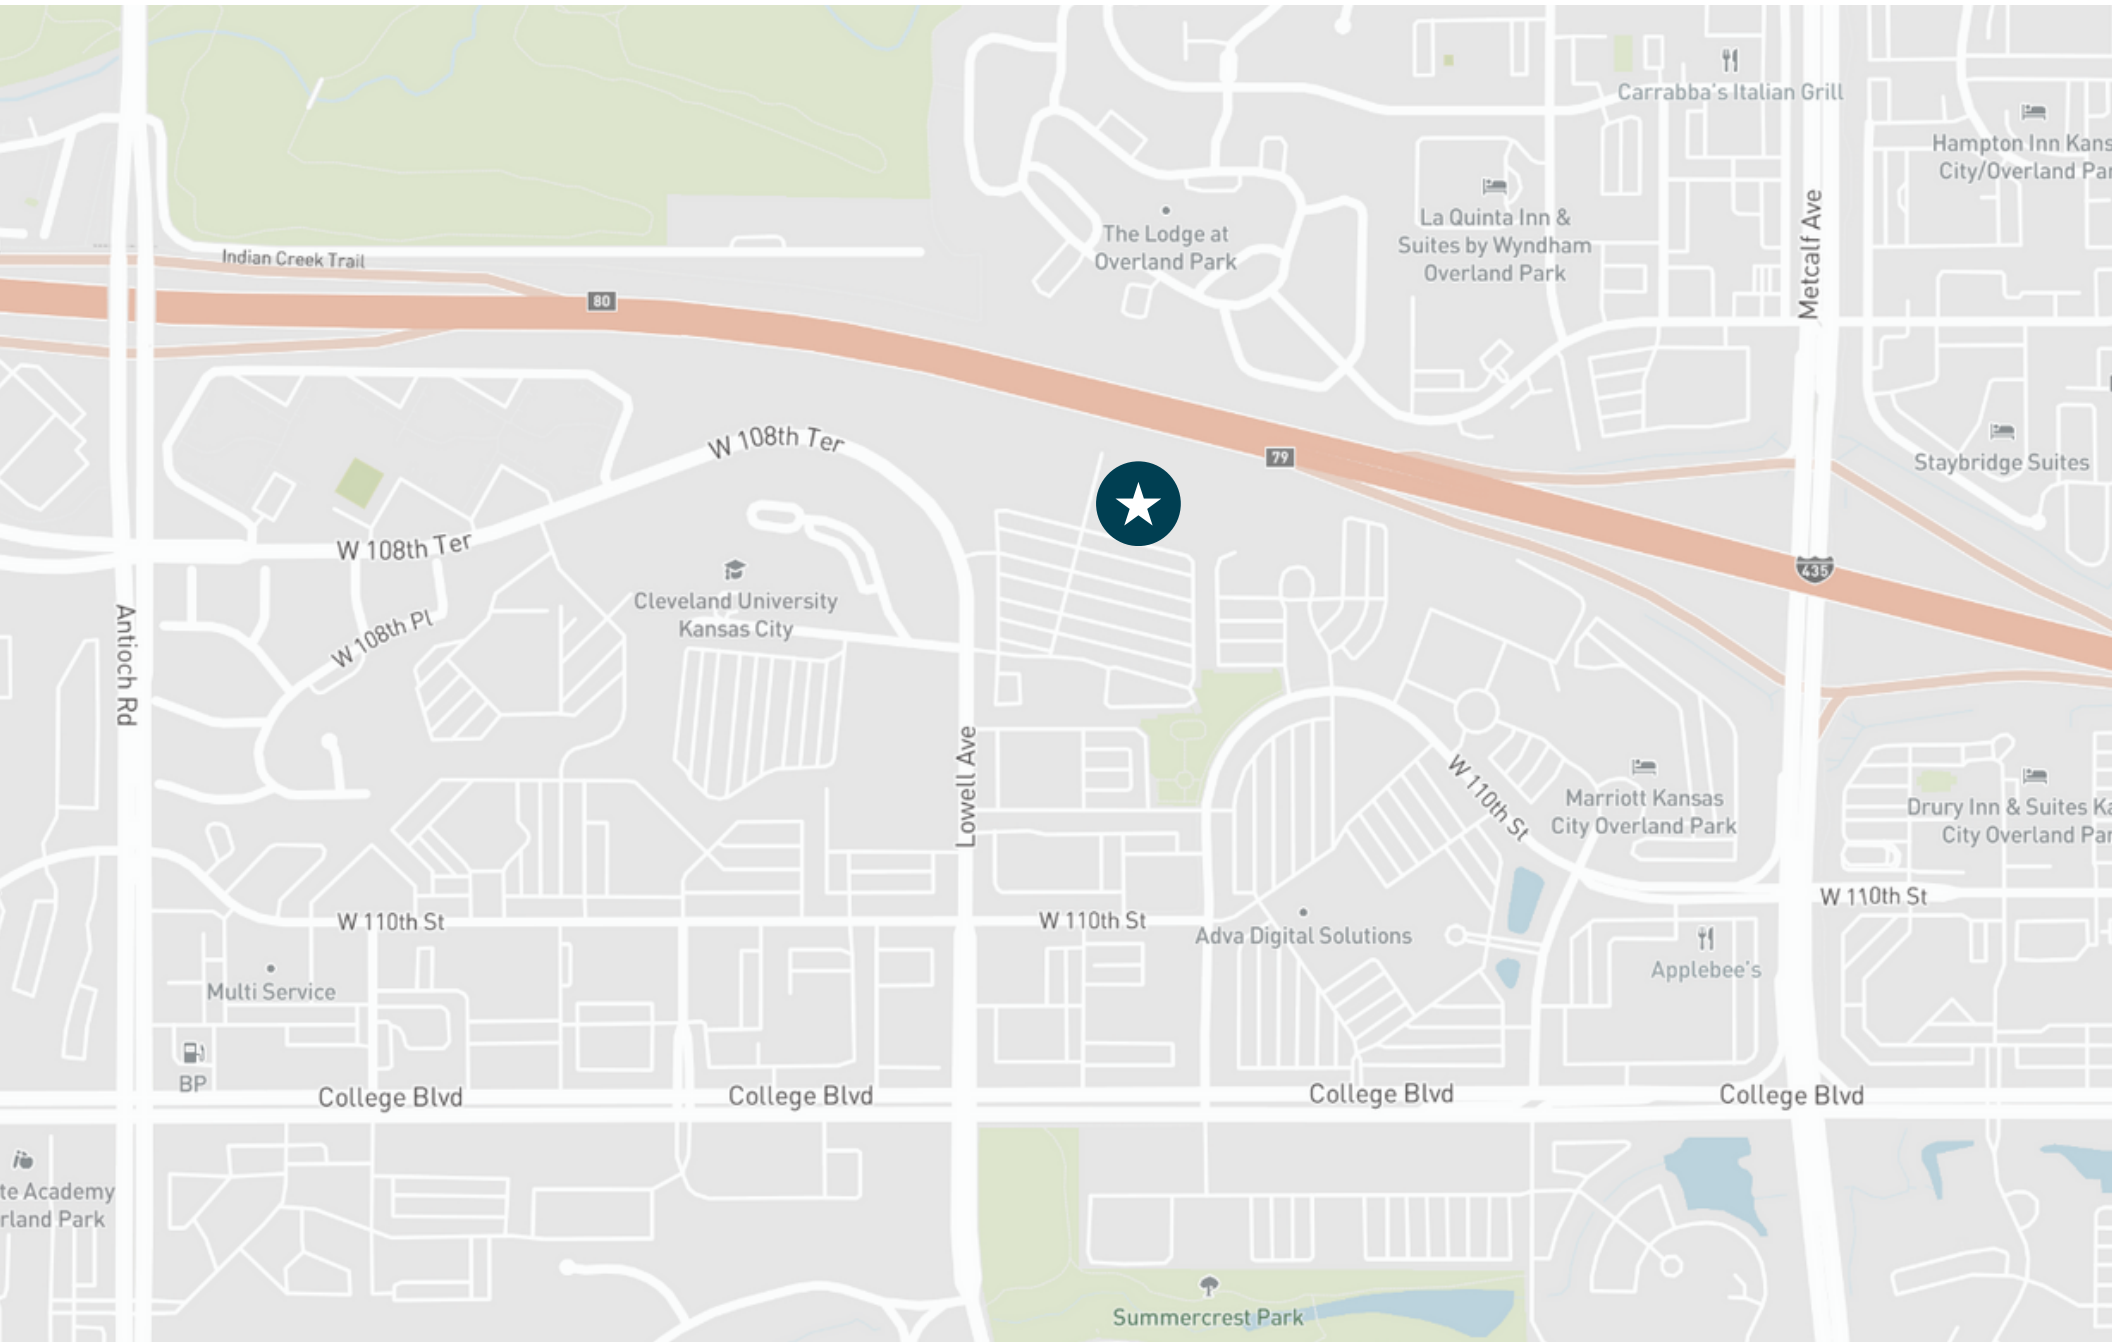 Carrabba's Italian Grill
Hampton Inn Kans
City/Overland Par
La Quinta Inn &
Suites by Wyndham
Overland Park
The Lodge at
Overland Park
Metcalf Ave
Indian Creek Trail
80
W 108th Ter
79
Staybridge Suites
W 108th Ter
435
Cleveland University
Kansas City
W 108th Pl
Antioch Rd
Lowell Ave
W 110th St
Marriott Kansas
City Overland Park
Drury Inn & Suites Ka
City Overland Par
W 110th St
W 110th St
W 110th St
Adva Digital Solutions
Applebee's
Multi Service
BP
College Blvd
College Blvd
College Blvd
College Blvd
te Academy
rland Park
Summercrest Park